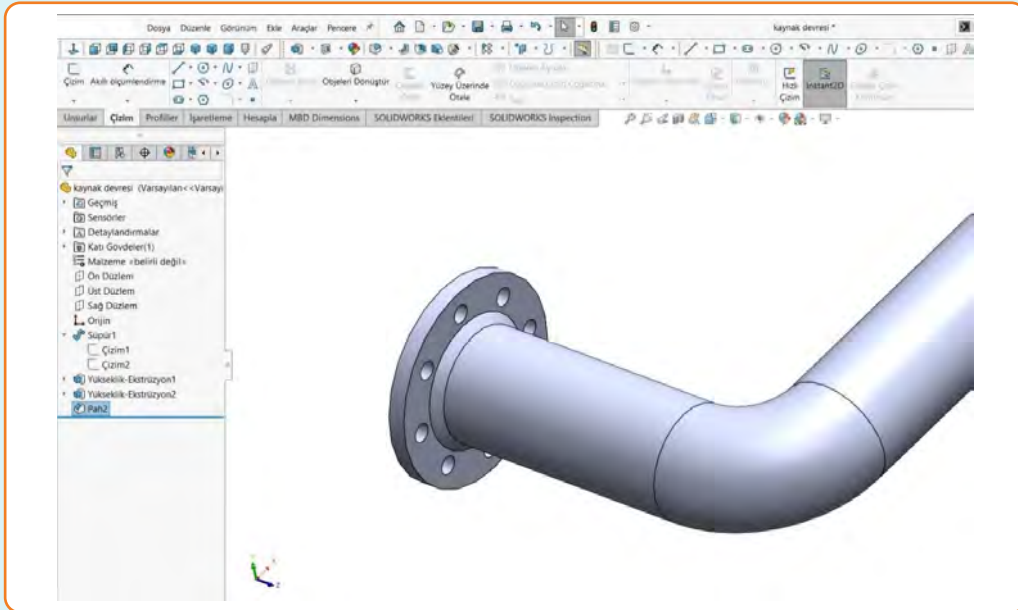 Dosya Düzenle Görünüm Ekle Araçlar Pencere
kaynak devresi *
Çizim Akıllı ölçümlendirme
Objeleri Dönüştür
Yüzey Üzerinde Ötele
Hızlı Çizim
Instant2D
Unsurlar Çizim Profiller İşaretleme Hesapla MBD Dimensions SOLIDWORKS Eklentileri SOLIDWORKS Inspection
kaynak devresi (Varsayılan<<Varsayı
Geçmiş
Sensörler
Detaylandırmalar
Katı Gövdeler(1)
Malzeme <belirli değil>
Ön Düzlem
Üst Düzlem
Sağ Düzlem
Orijin
Süpür1
Çizim1
Çizim2
Yükseklik-Ekstrüzyon1
Yükseklik-Ekstrüzyon2
Pah2